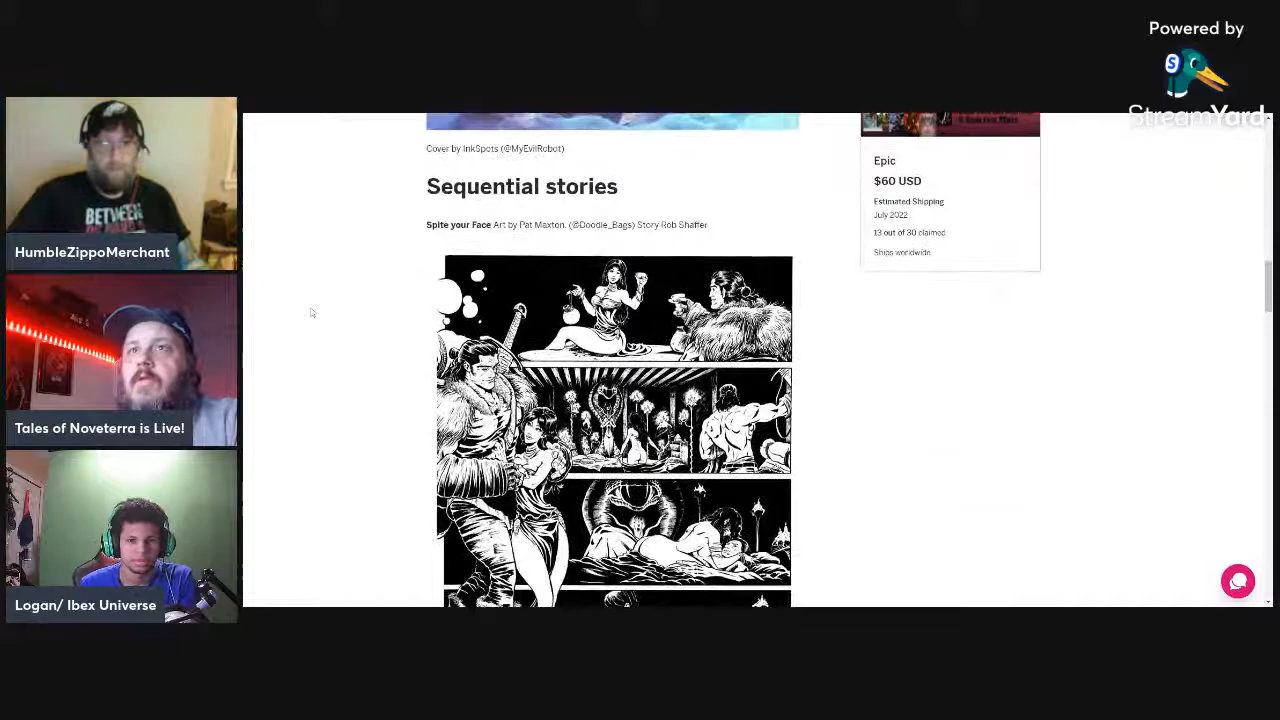 Powered by
StreamYard
BETWEEN
HumbleZippoMerchant
Tales of Noveterra is Live!
Logan/ Ibex Universe
Cover by InkSpots (@MyEvilRobot)
Sequential stories
Spite your Face Art by Pat Maxton. (@Doodle_Bags) Story Rob Shaffer
Epic
$60 USD
Estimated Shipping
July 2022
13 out of 30 claimed
Ships worldwide.